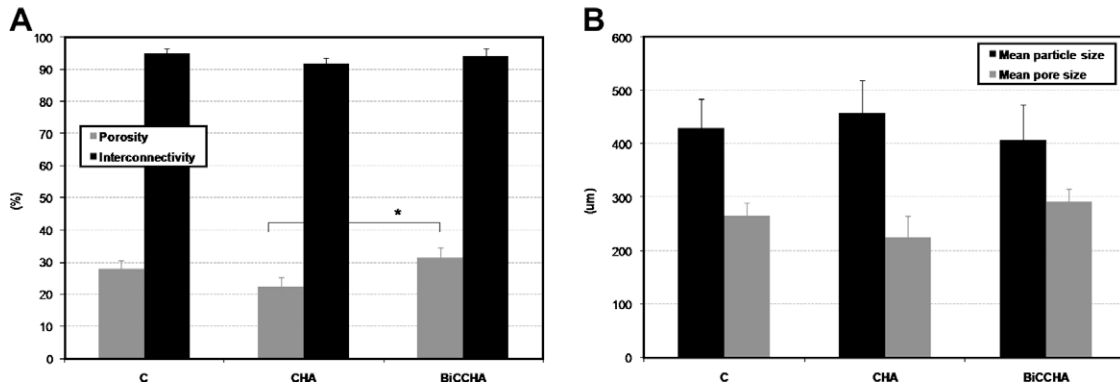 A
100
90
80
70
60
50
40
30
20
10
0
(%)
Porosity
Interconnectivity
*
C CHA BiCCHA
B
600
500
400
300
200
100
0
(um)
Mean particle size
Mean pore size
C CHA BiCCHA